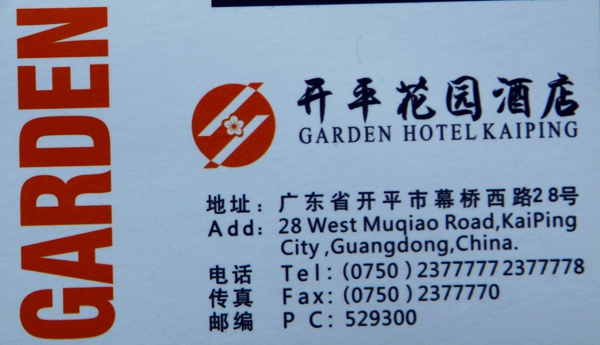 GARDEN
开平花园酒店
GARDEN HOTEL KAIPING
地址：广东省开平市幕桥西路28号
Add: 28 West Muqiao Road,KaiPing
City ,Guangdong,China.
电话 Tel: (0750 ) 2377777 2377778
传真 Fax: (0750 ) 2377770
邮编 P C: 529300